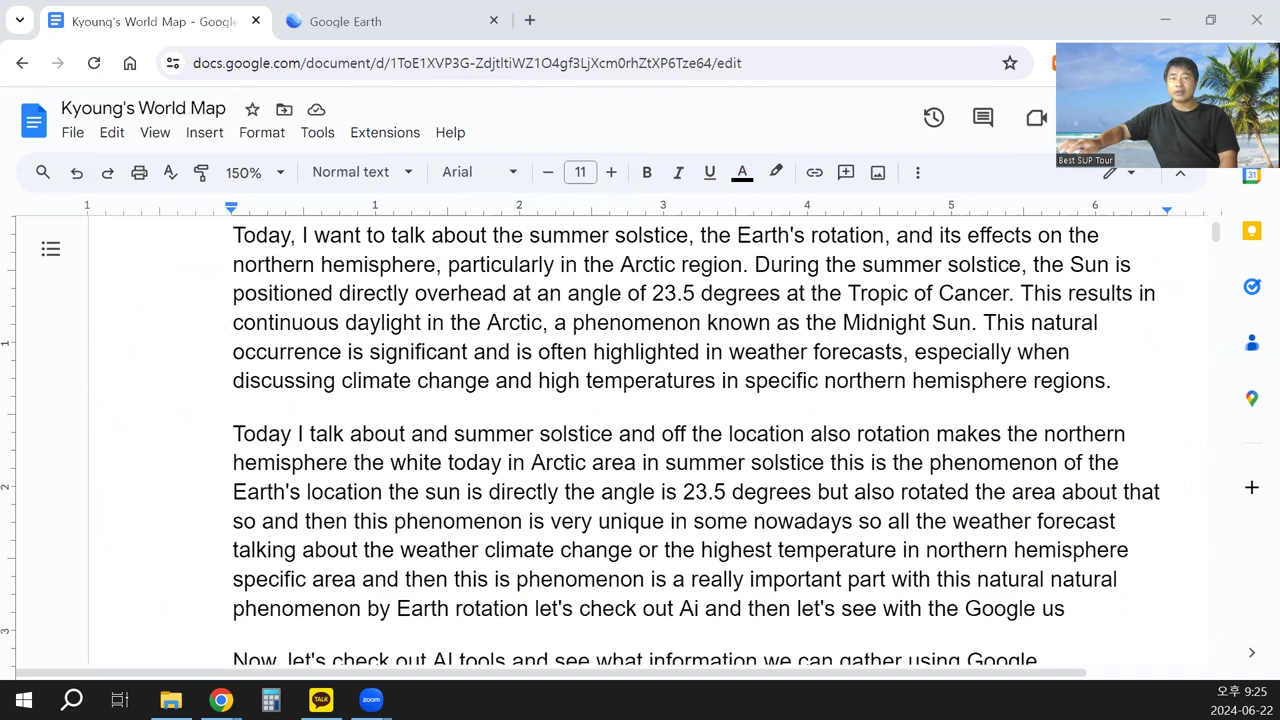 Kyoung's World Map - Google
Google Earth
docs.google.com/document/d/1ToE1XVP3G-ZdjtltiWZ1O4gf3LjXcm0rhZtXP6Tze64/edit
Kyoung's World Map
File Edit View Insert Format Tools Extensions Help
Best SUP Tour
150% Normal text Arial 11 B I U A
31
1 1 2 3 4 5 6
Today, I want to talk about the summer solstice, the Earth's rotation, and its effects on the
northern hemisphere, particularly in the Arctic region. During the summer solstice, the Sun is
positioned directly overhead at an angle of 23.5 degrees at the Tropic of Cancer. This results in
1
continuous daylight in the Arctic, a phenomenon known as the Midnight Sun. This natural
occurrence is significant and is often highlighted in weather forecasts, especially when
discussing climate change and high temperatures in specific northern hemisphere regions.
Today I talk about and summer solstice and off the location also rotation makes the northern
hemisphere the white today in Arctic area in summer solstice this is the phenomenon of the
2
Earth's location the sun is directly the angle is 23.5 degrees but also rotated the area about that
so and then this phenomenon is very unique in some nowadays so all the weather forecast
talking about the weather climate change or the highest temperature in northern hemisphere
specific area and then this is phenomenon is a really important part with this natural natural
phenomenon by Earth rotation let's check out Ai and then let's see with the Google us
3
Now, let's check out AI tools and see what information we can gather using Google
TALK
zoom
오후 9:25
2024-06-22